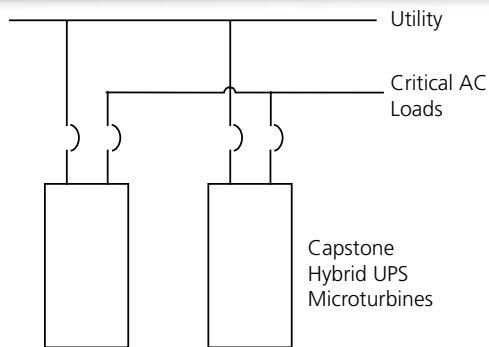 Utility
Critical AC
Loads
Capstone
Hybrid UPS
Microturbines